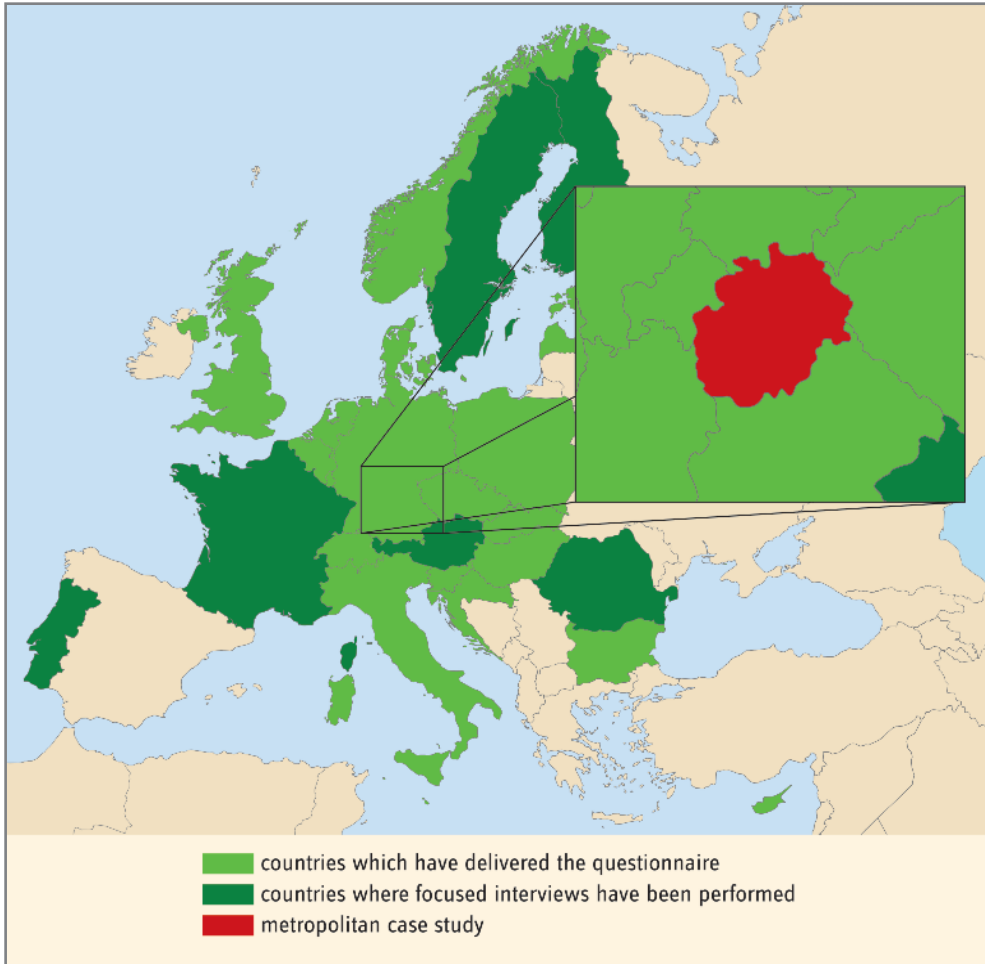 countries which have delivered the questionnaire
countries where focused interviews have been performed
metropolitan case study